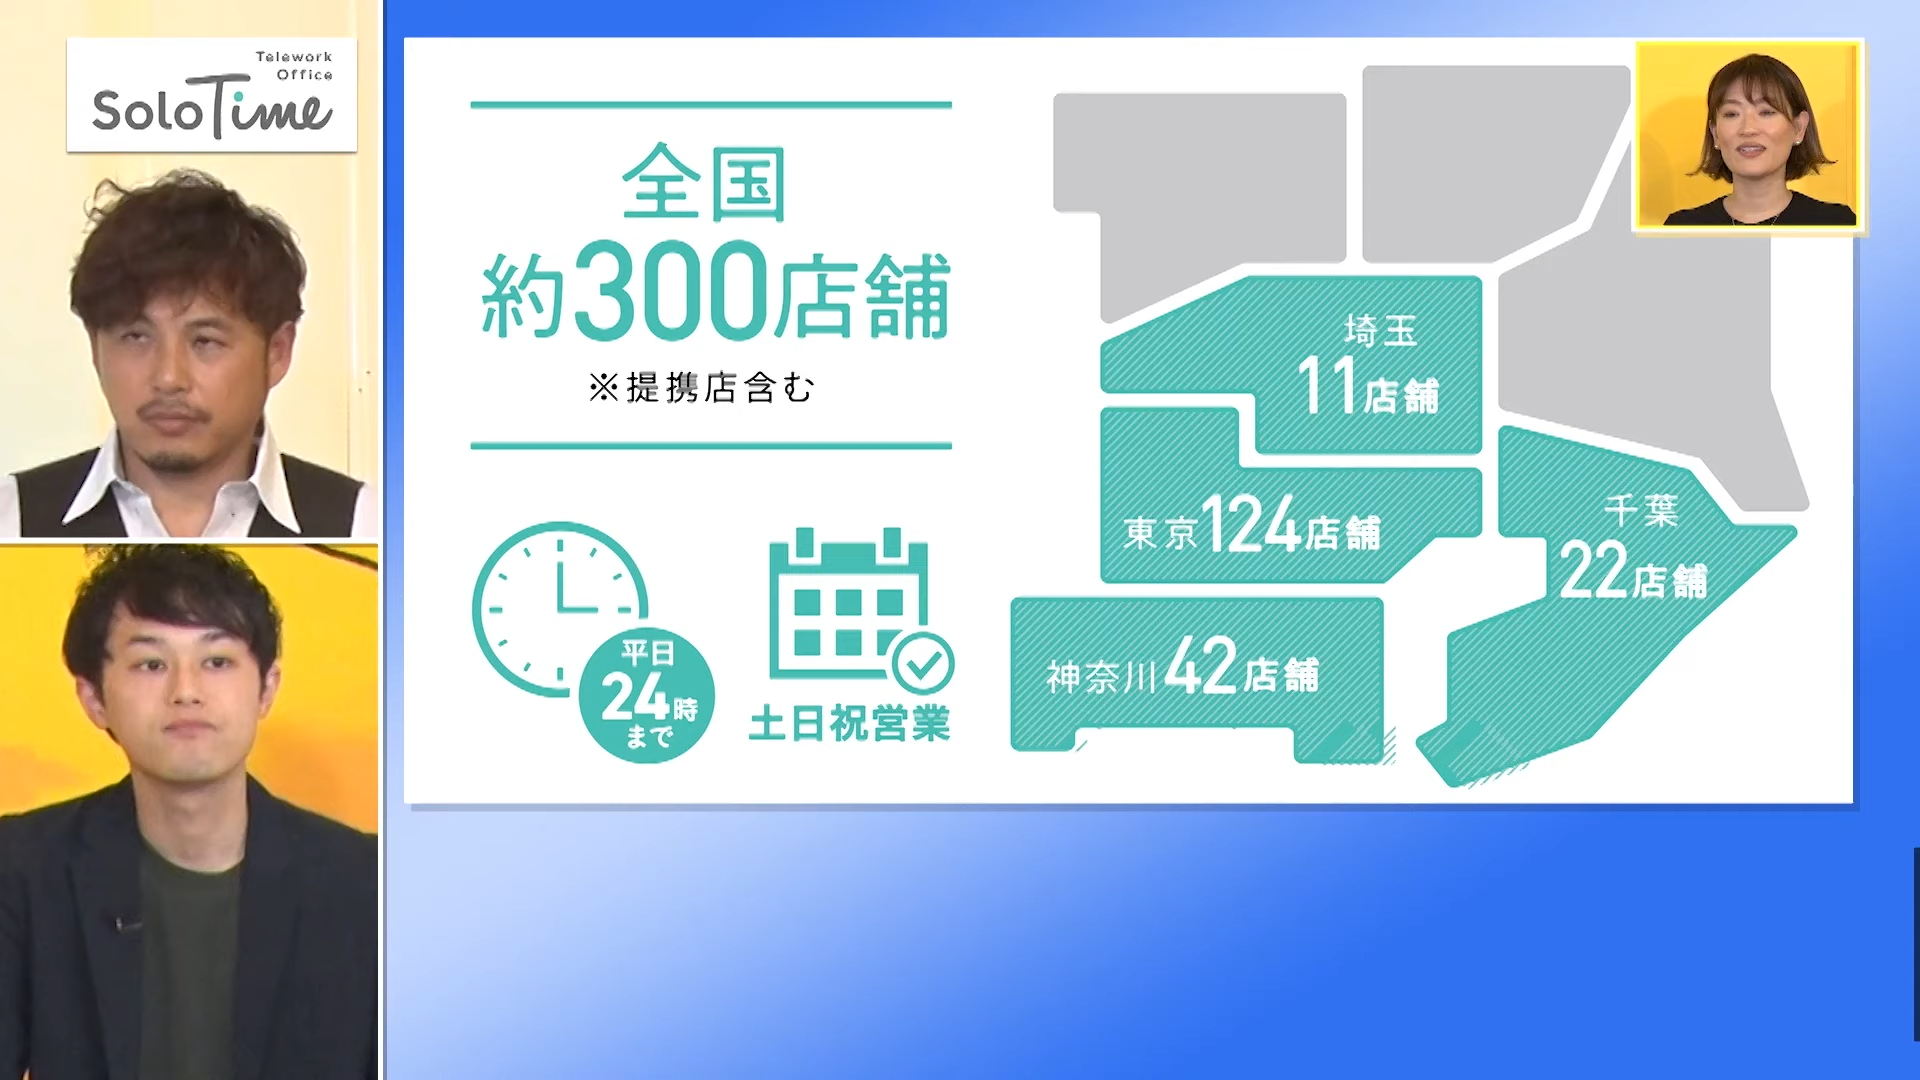 Telework
Office
SoloTime
全国
約300店舗
※提携店含む
平日
24時
まで
土日祝営業
埼玉
11店舗
東京124店舗
千葉
22店舗
神奈川42店舗